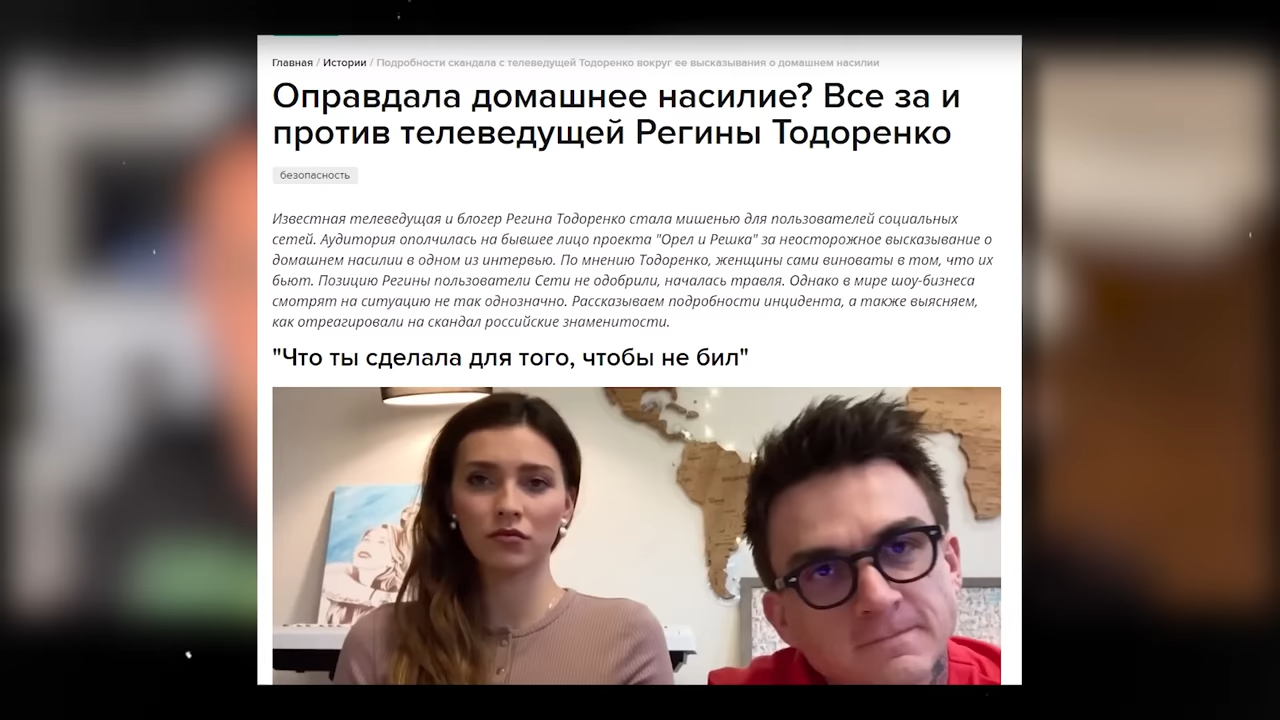 Главная / Истории / Подробности скандала с телеведущей Тодоренко вокруг ее высказывания о домашнем насилии
Оправдала домашнее насилие? Все за и
против телеведущей Регины Тодоренко
безопасность
Известная телеведущая и блогер Регина Тодоренко стала мишенью для пользователей социальных
сетей. Аудитория ополчилась на бывшее лицо проекта "Орел и Решка" за неосторожное высказывание о
домашнем насилии в одном из интервью. По мнению Тодоренко, женщины сами виноваты в том, что их
бьют. Позицию Регины пользователи Сети не одобрили, началась травля. Однако в мире шоу-бизнеса
смотрят на ситуацию не так однозначно. Рассказываем подробности инцидента, а также выясняем,
как отреагировали на скандал российские знаменитости.
"Что ты сделала для того, чтобы не бил"